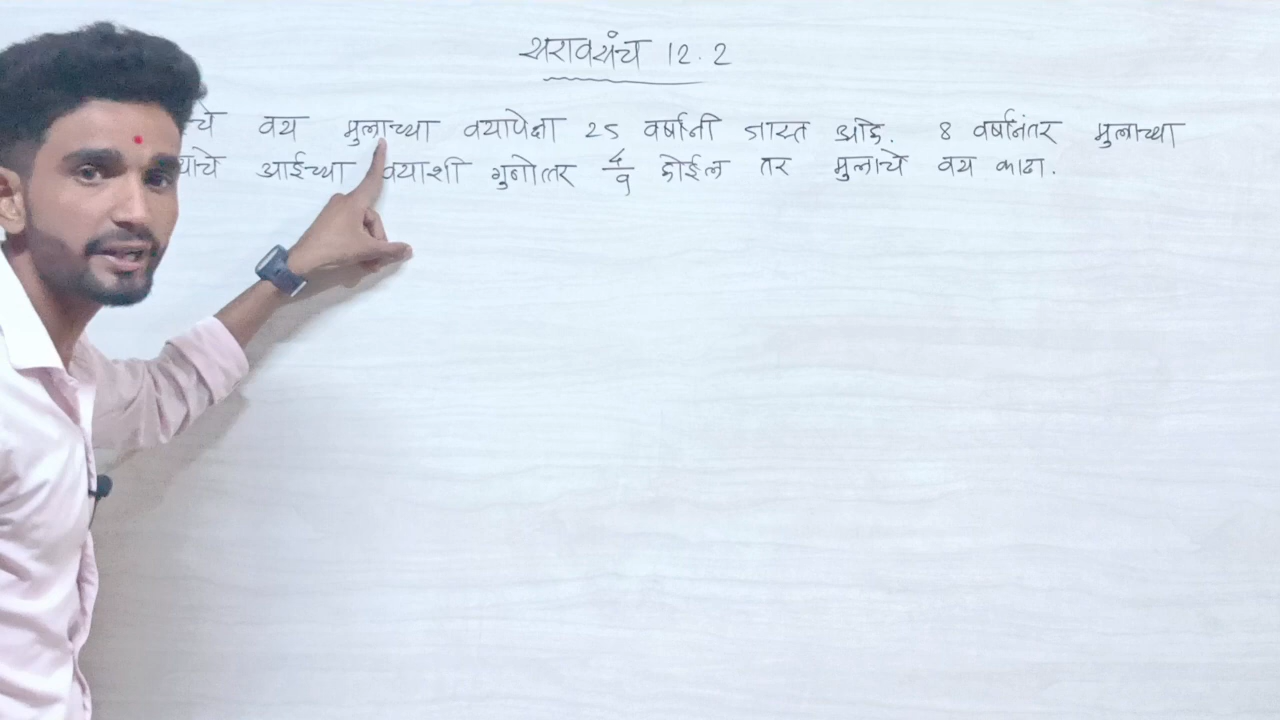 सरावसंच 12.2
चे वय मुलाच्या वयापेक्षा 25 वर्षांनी जास्त आहे. 8 वर्षांनंतर मुलाच्या
याचे आईच्या वयाशी गुणोत्तर 4/9 होईल तर मुलाचे वय काढा.